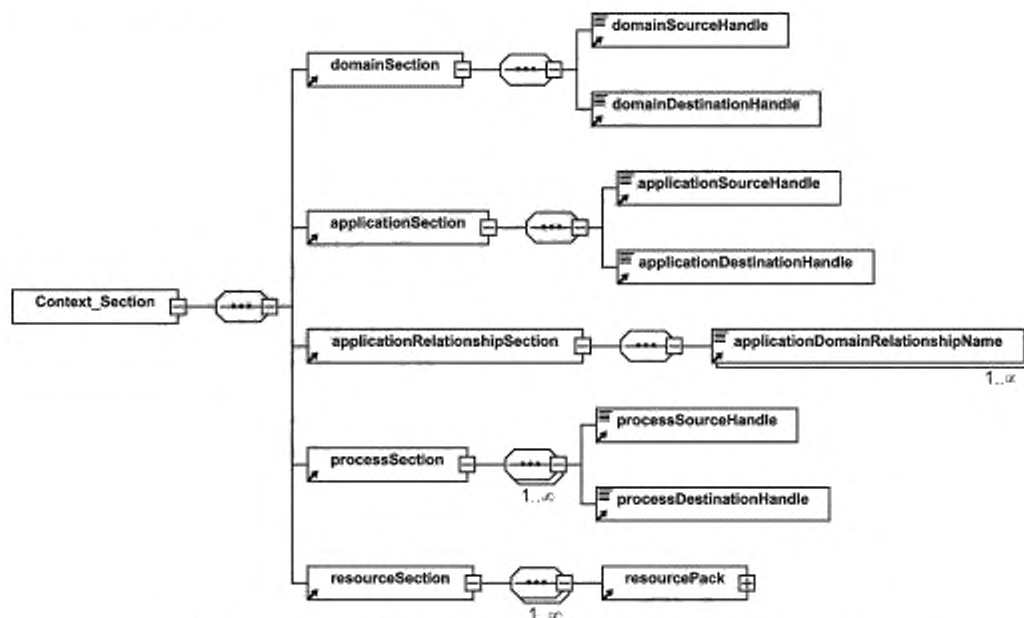 domainSourceHandle
domainSection
domainDestinationHandle
applicationSourceHandle
applicationSection
applicationDestinationHandle
Context_Section
applicationRelationshipSection
applicationDomainRelationshipName
1..∞
processSourceHandle
processSection
1..∞
processDestinationHandle
resourceSection
resourcePack
1..∞